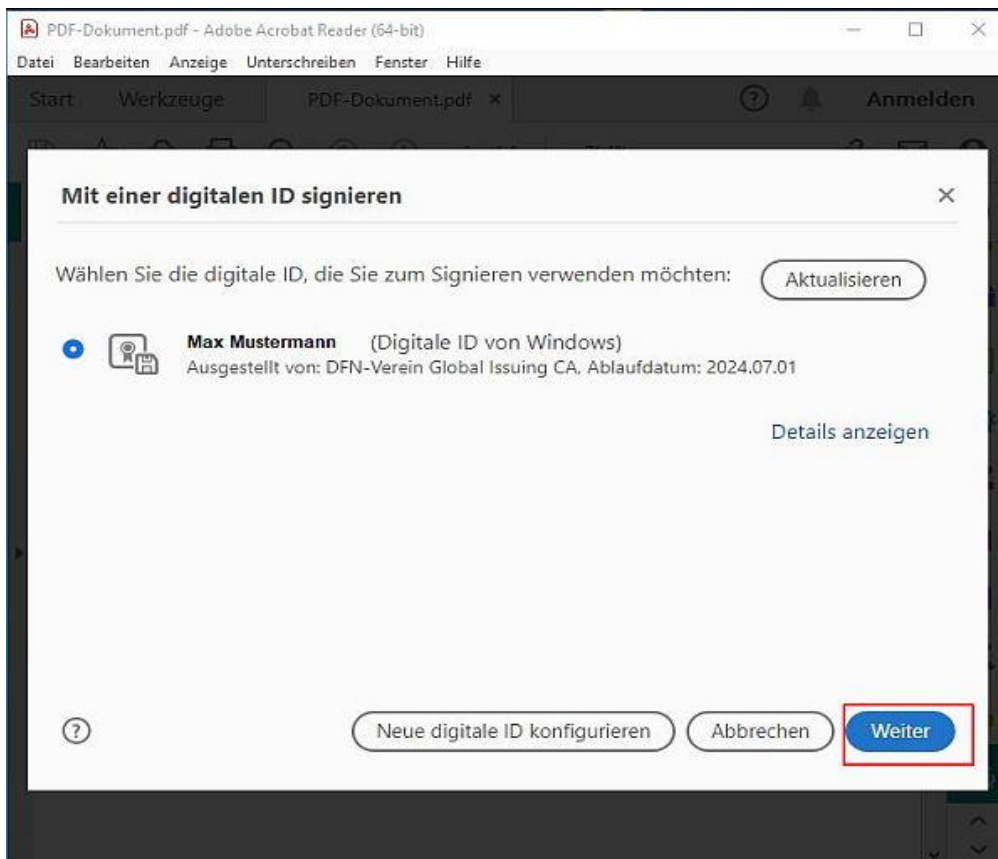 PDF-Dokument.pdf - Adobe Acrobat Reader (64-bit)
Datei Bearbeiten Anzeige Unterschreiben Fenster Hilfe
Start Werkzeuge PDF-Dokument.pdf Anmelden
Mit einer digitalen ID signieren
Wählen Sie die digitale ID, die Sie zum Signieren verwenden möchten: Aktualisieren
Max Mustermann (Digitale ID von Windows)
Ausgestellt von: DFN-Verein Global Issuing CA, Ablaufdatum: 2024.07.01
Details anzeigen
Neue digitale ID konfigurieren Abbrechen Weiter